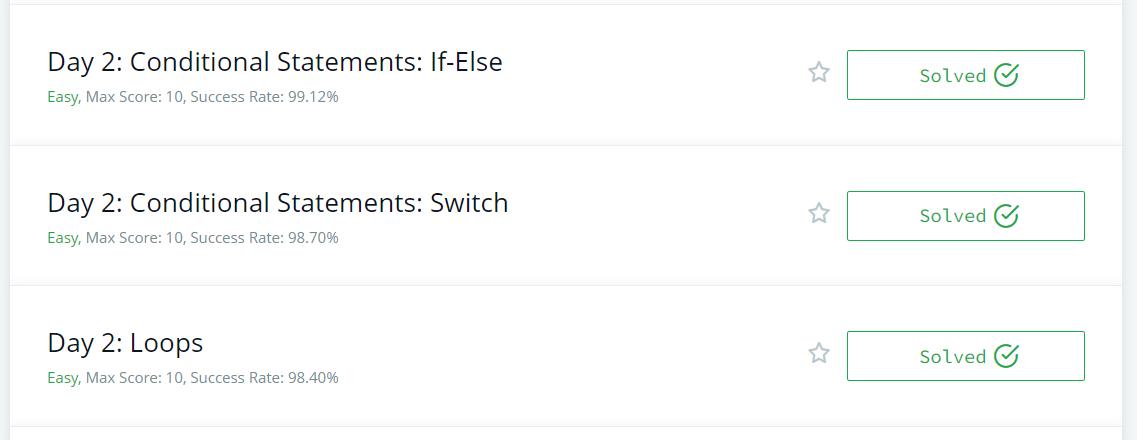 Day 2: Conditional Statements: If-Else
Easy, Max Score: 10, Success Rate: 99.12%
Solved
Day 2: Conditional Statements: Switch
Easy, Max Score: 10, Success Rate: 98.70%
Solved
Day 2: Loops
Easy, Max Score: 10, Success Rate: 98.40%
Solved